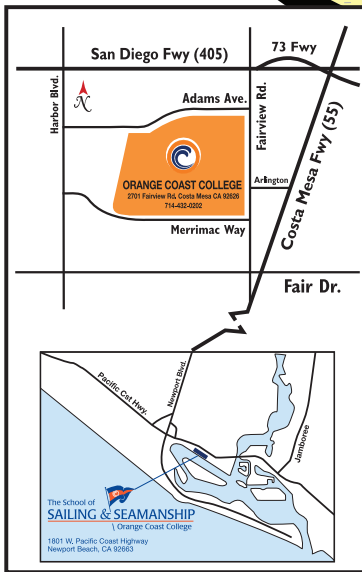 San Diego Fwy (405)
73 Fwy
Harbor Blvd.
N
Adams Ave.
Fairview Rd.
Costa Mesa Fwy (55)
ORANGE COAST COLLEGE
2701 Fairview Rd. Costa Mesa CA 92626
714-432-0202
Arlington
Merrimac Way
Fair Dr.
Pacific Cst Hwy.
Newport Blvd.
Jamboree
The School of
SAILING & SEAMANSHIP
\ Orange Coast College
1801 W. Pacific Coast Highway
Newport Beach, CA 92663